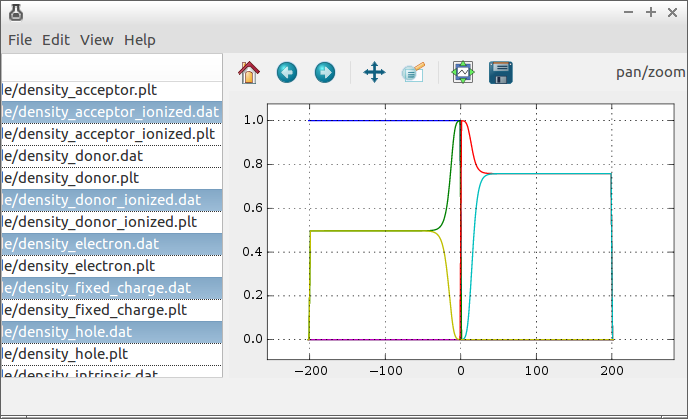 File Edit View Help
pan/zoom
le/density_acceptor.plt
le/density_acceptor_ionized.dat
le/density_acceptor_ionized.plt
le/density_donor.dat
le/density_donor.plt
le/density_donor_ionized.dat
le/density_donor_ionized.plt
le/density_electron.dat
le/density_electron.plt
le/density_fixed_charge.dat
le/density_fixed_charge.plt
le/density_hole.dat
le/density_hole.plt
le/density_intrinsic.dat
1.0
0.8
0.6
0.4
0.2
0.0
−200 −100 0 100 200